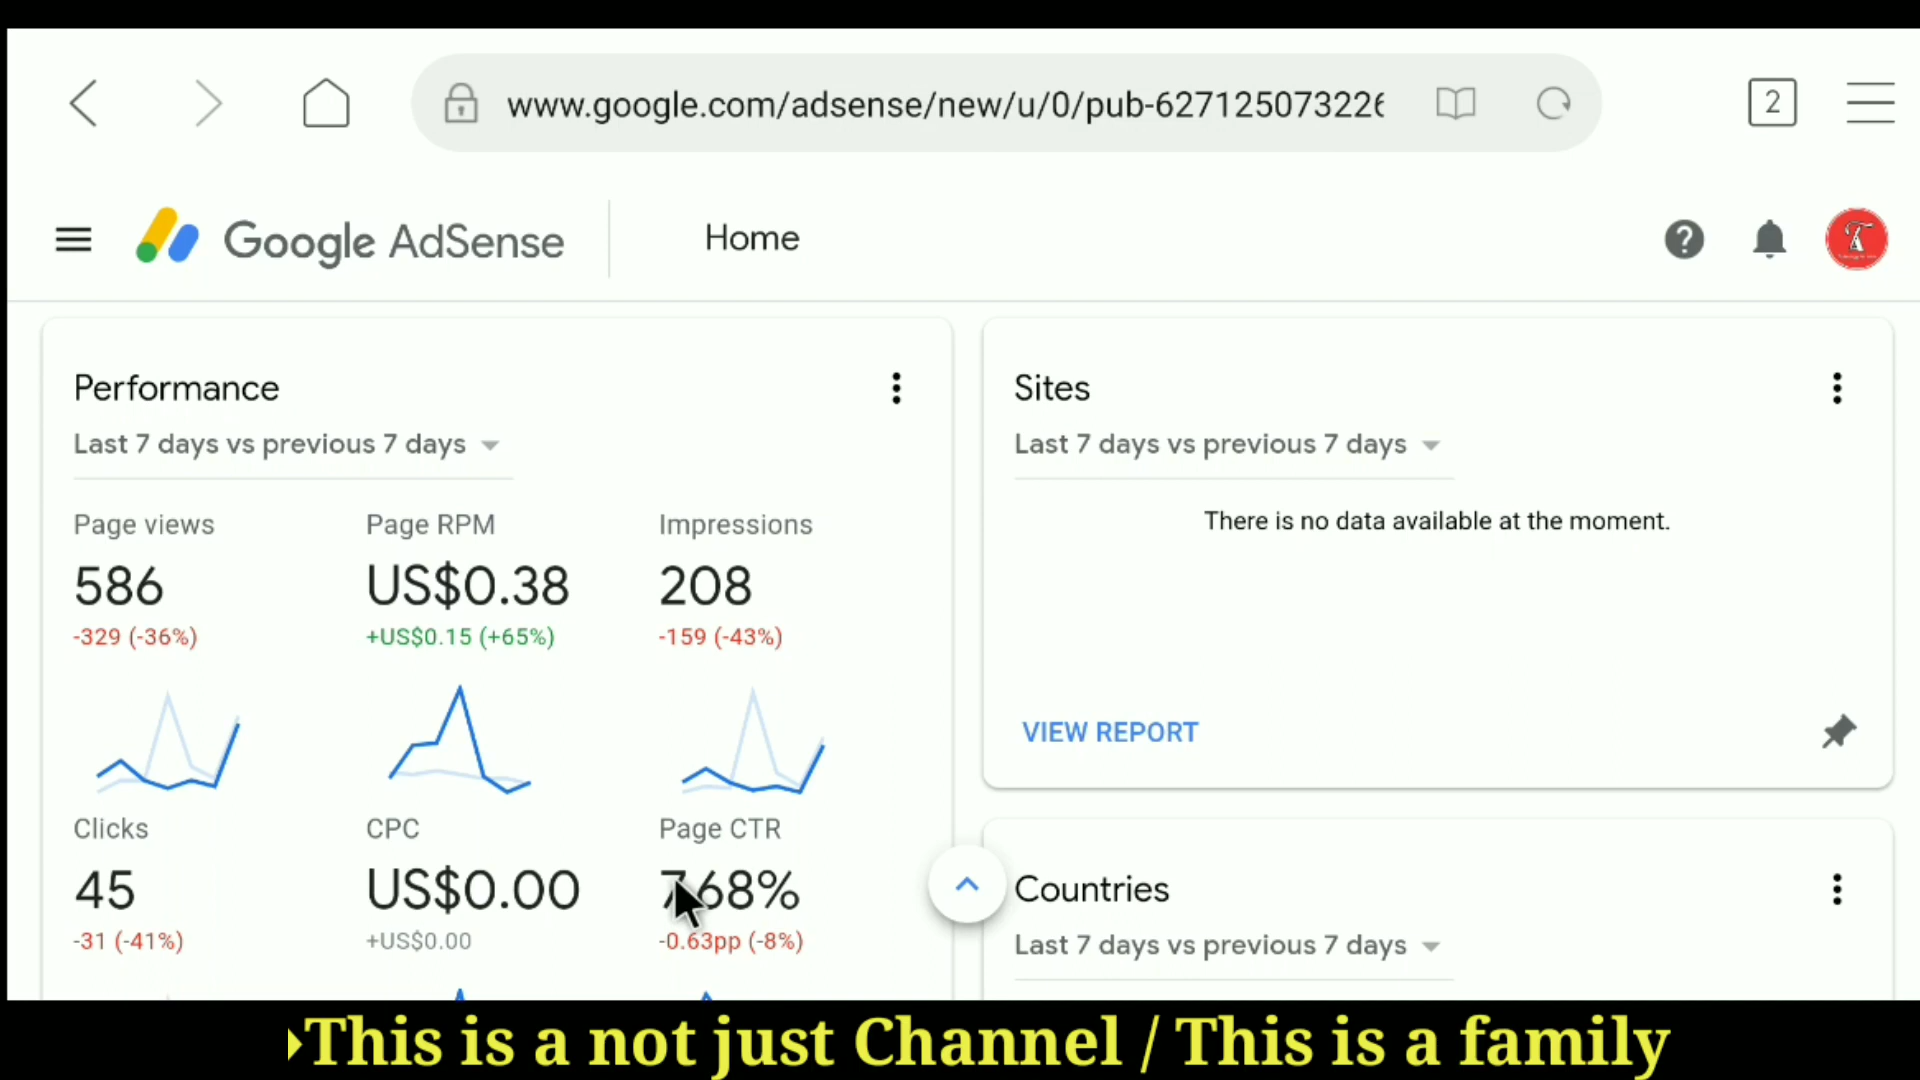 www.google.com/adsense/new/u/0/pub-627125073226
2
Google AdSense
Home
Performance
Last 7 days vs previous 7 days
Page views
Page RPM
Impressions
586
US$0.38
208
-329 (-36%)
+US$0.15 (+65%)
-159 (-43%)
Clicks
CPC
Page CTR
45
US$0.00
7.68%
-31 (-41%)
+US$0.00
-0.63pp (-8%)
Sites
Last 7 days vs previous 7 days
There is no data available at the moment.
VIEW REPORT
Countries
Last 7 days vs previous 7 days
This is a not just Channel / This is a family